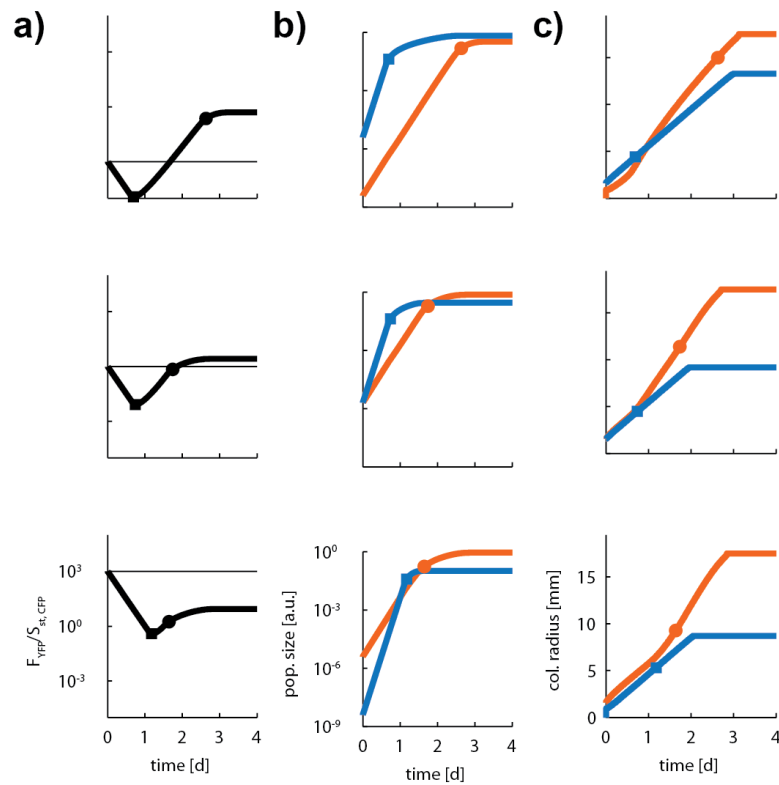 a) b) c)
F_YFP/S_st, CFP
10^3
10^0
10^-3
0 1 2 3 4
time [d]
pop. size [a.u.]
10^0
10^-3
10^-6
10^-9
0 1 2 3 4
time [d]
col. radius [mm]
15
10
5
0
0 1 2 3 4
time [d]